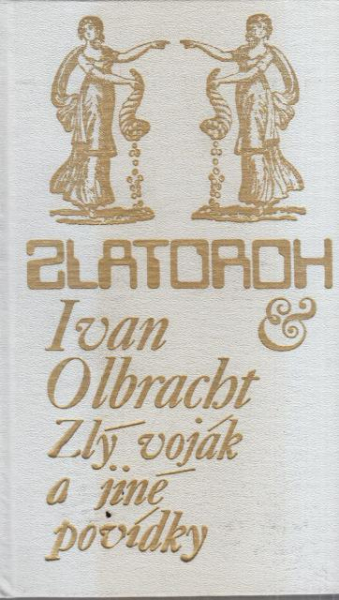 ZLATOROH
Ivan &
Olbracht
Zlý voják
a jiné
povídky